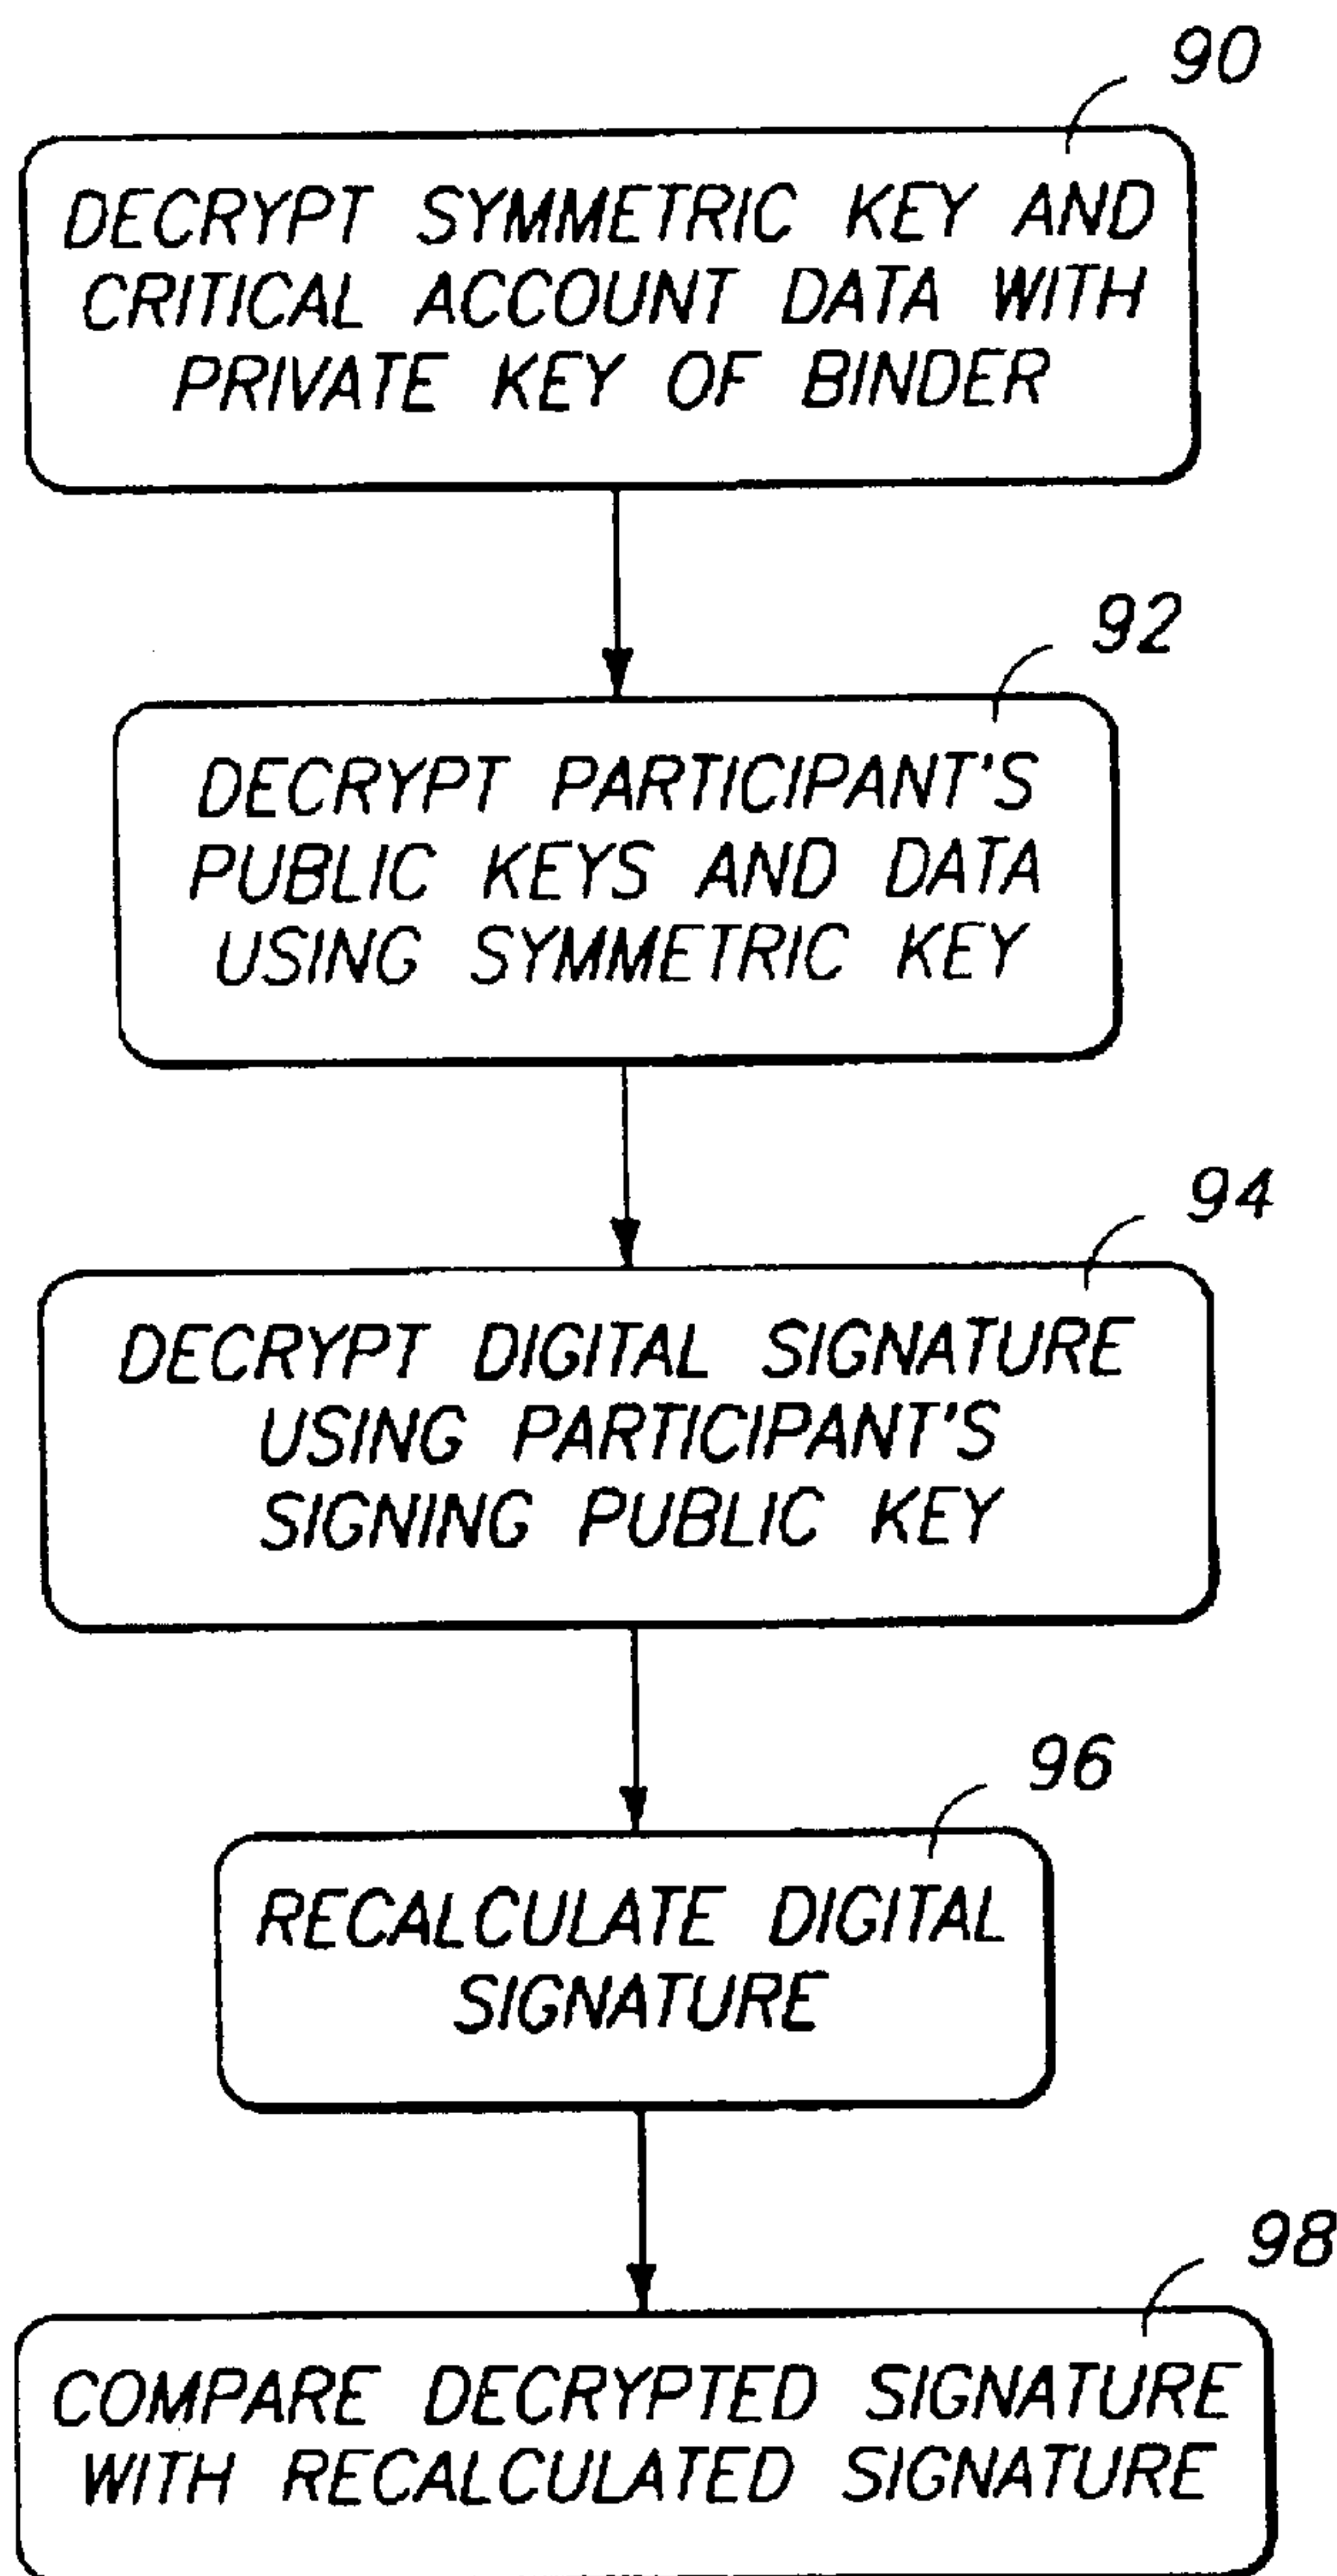 90
DECRYPT SYMMETRIC KEY AND
CRITICAL ACCOUNT DATA WITH
PRIVATE KEY OF BINDER
92
DECRYPT PARTICIPANT'S
PUBLIC KEYS AND DATA
USING SYMMETRIC KEY
94
DECRYPT DIGITAL SIGNATURE
USING PARTICIPANT'S
SIGNING PUBLIC KEY
96
RECALCULATE DIGITAL
SIGNATURE
98
COMPARE DECRYPTED SIGNATURE
WITH RECALCULATED SIGNATURE